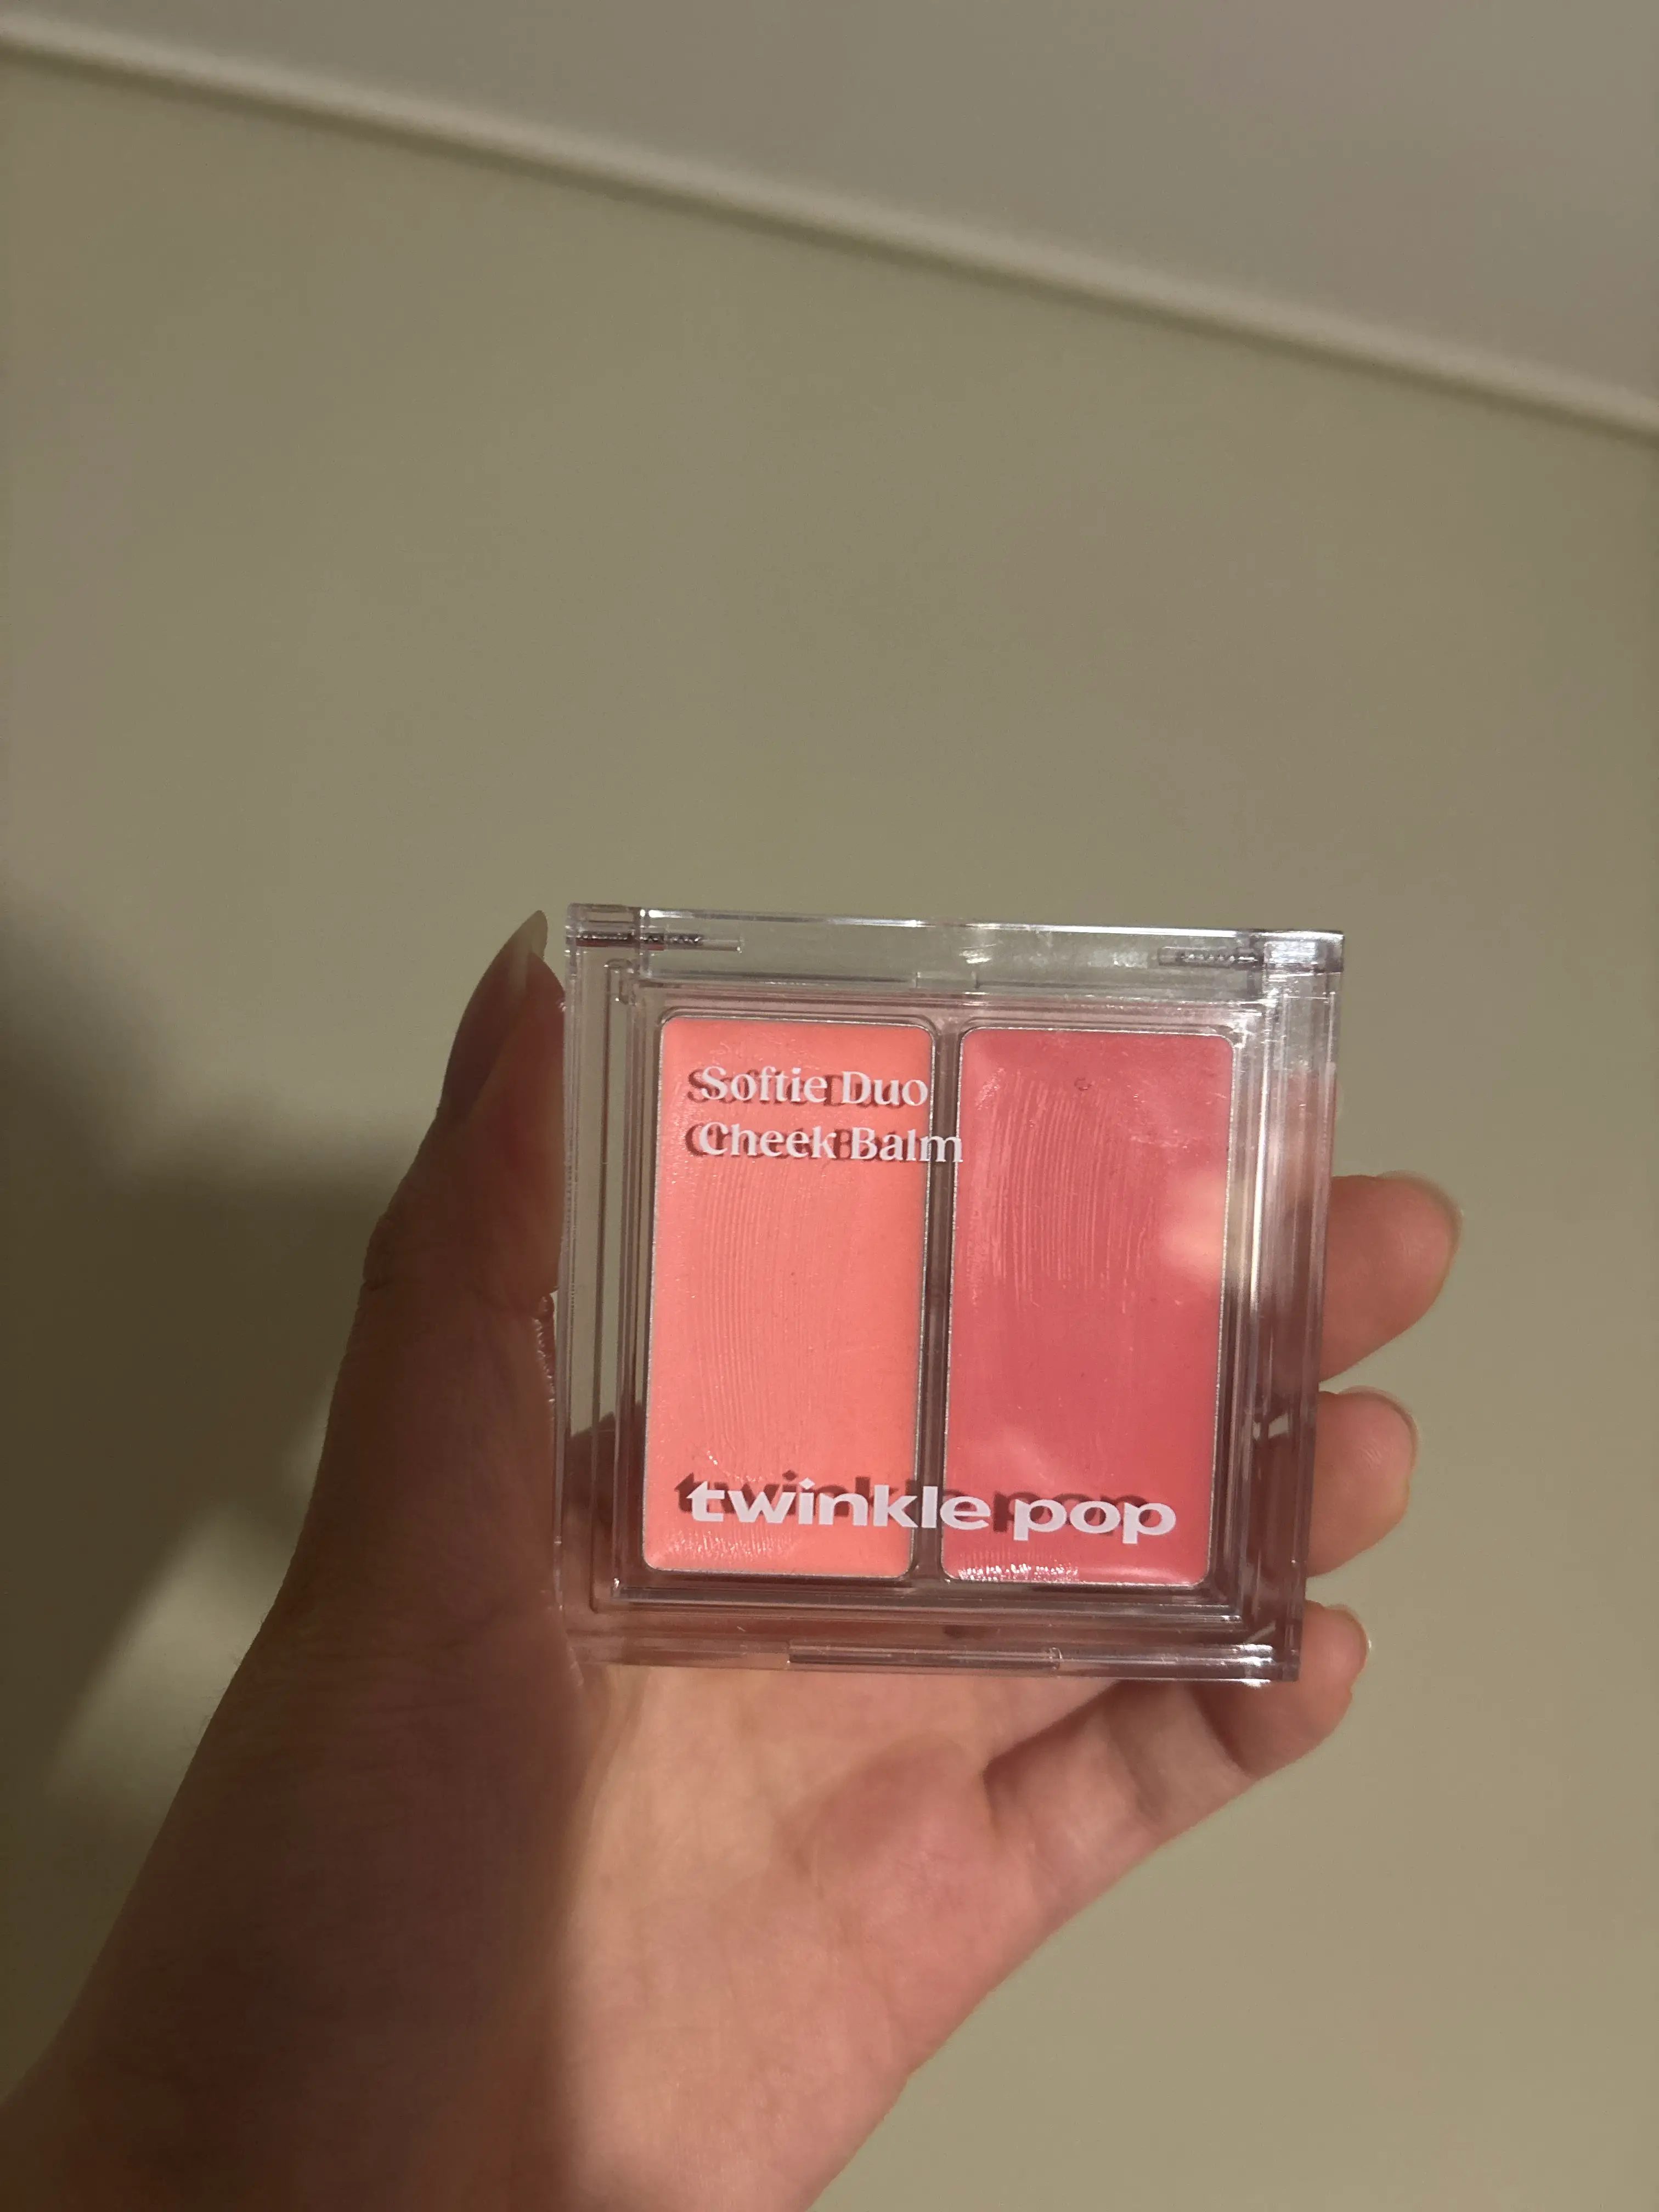 Softie Duo
Cheek Balm
twinkle pop